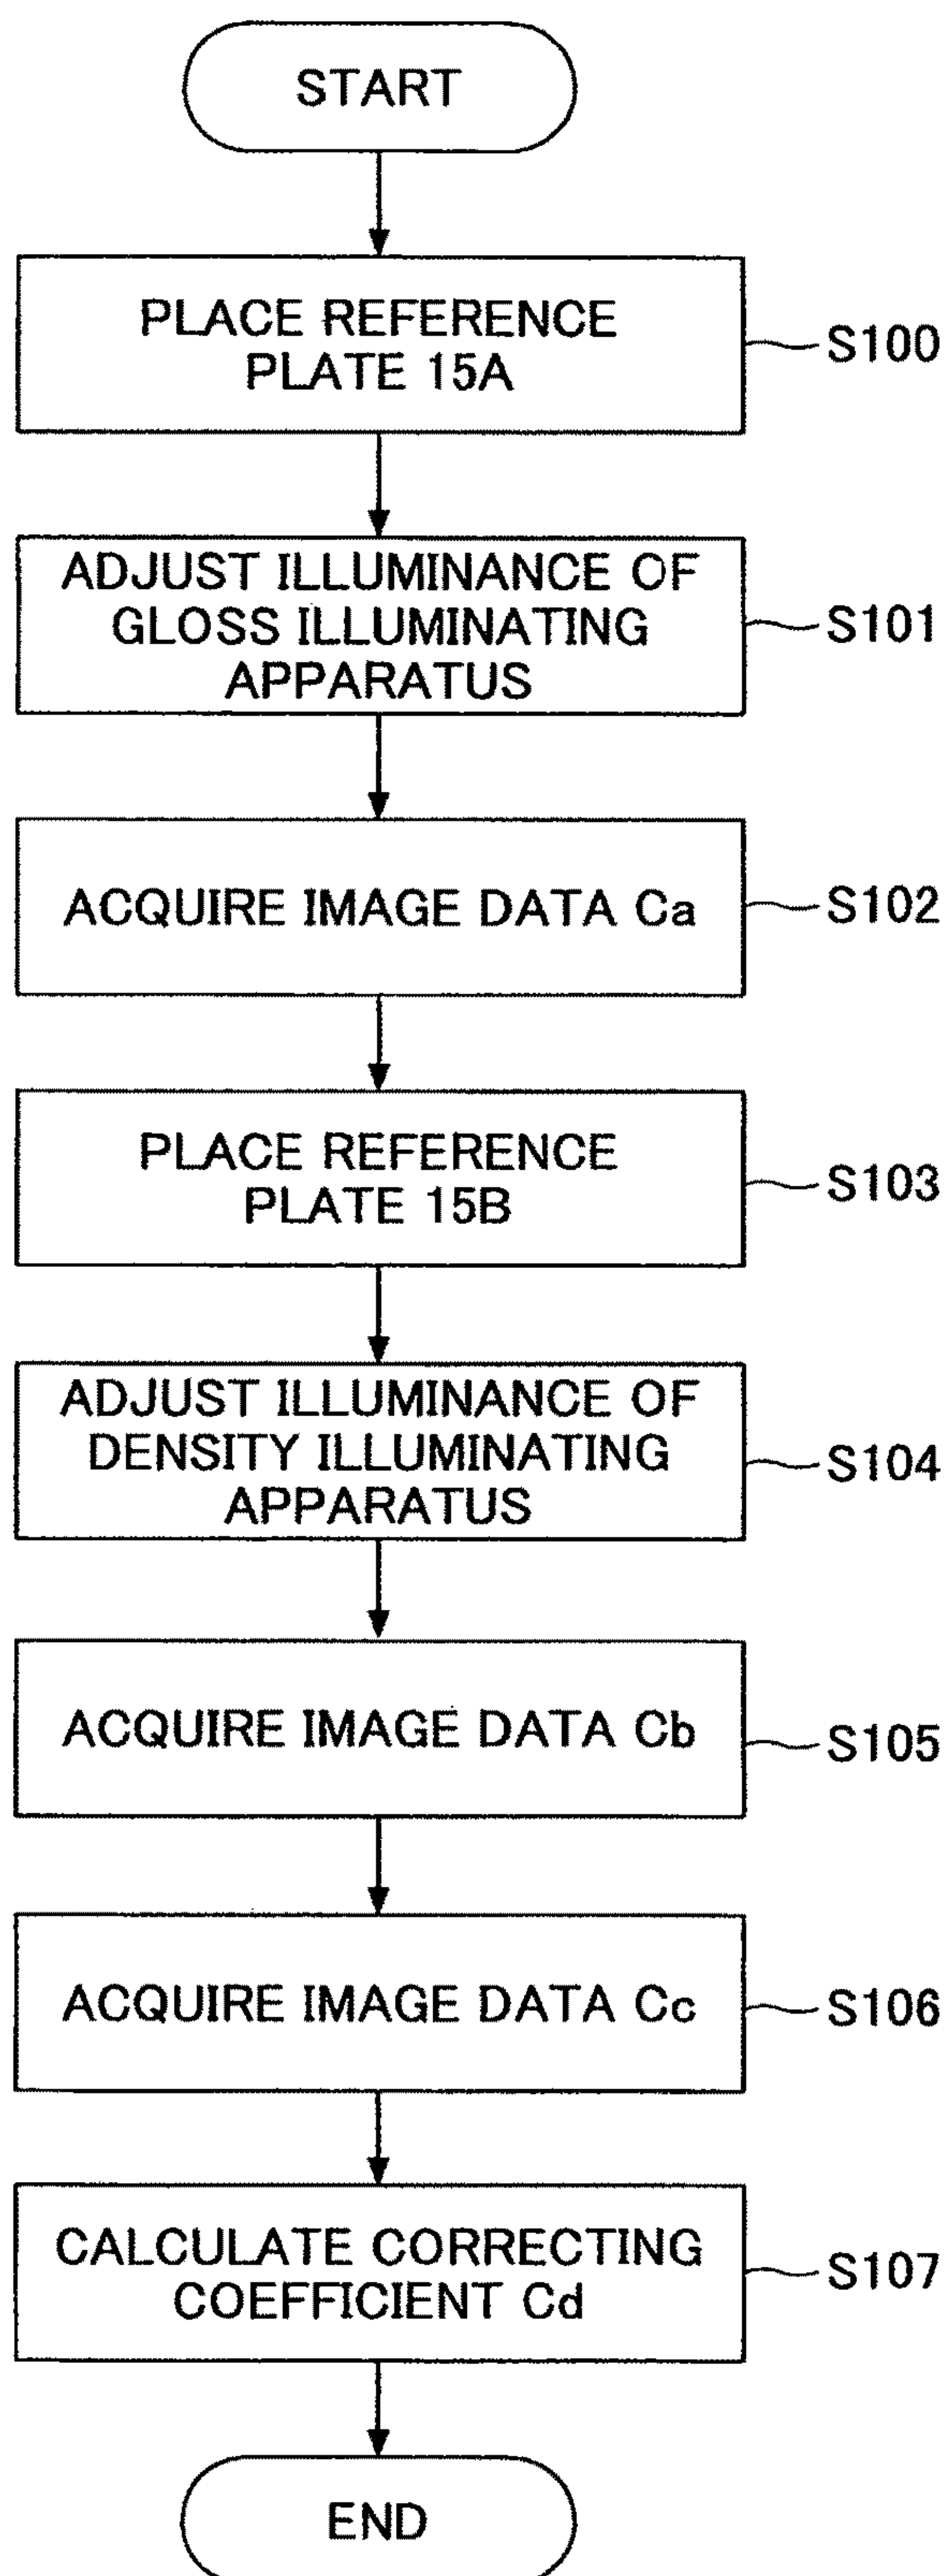 START
PLACE REFERENCE
PLATE 15A
S100
ADJUST ILLUMINANCE OF
GLOSS ILLUMINATING
APPARATUS
S101
ACQUIRE IMAGE DATA Ca
S102
PLACE REFERENCE
PLATE 15B
S103
ADJUST ILLUMINANCE OF
DENSITY ILLUMINATING
APPARATUS
S104
ACQUIRE IMAGE DATA Cb
S105
ACQUIRE IMAGE DATA Cc
S106
CALCULATE CORRECTING
COEFFICIENT Cd
S107
END